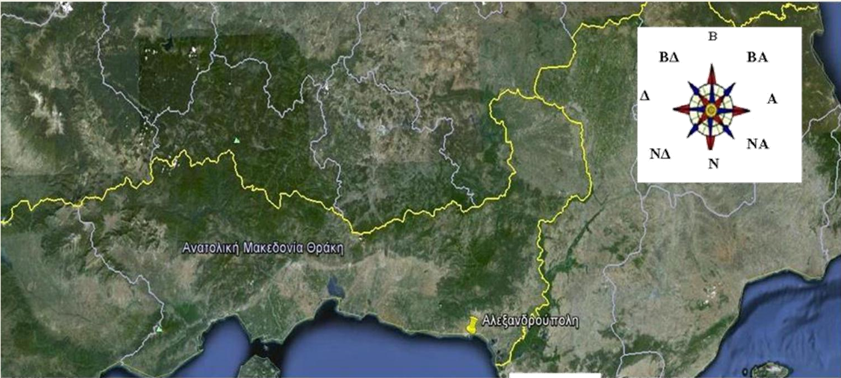 Β
ΒΔ ΒΑ
Δ Α
ΝΔ ΝΑ
Ν
Ανατολική Μακεδονία Θράκη
Αλεξανδρούπολη